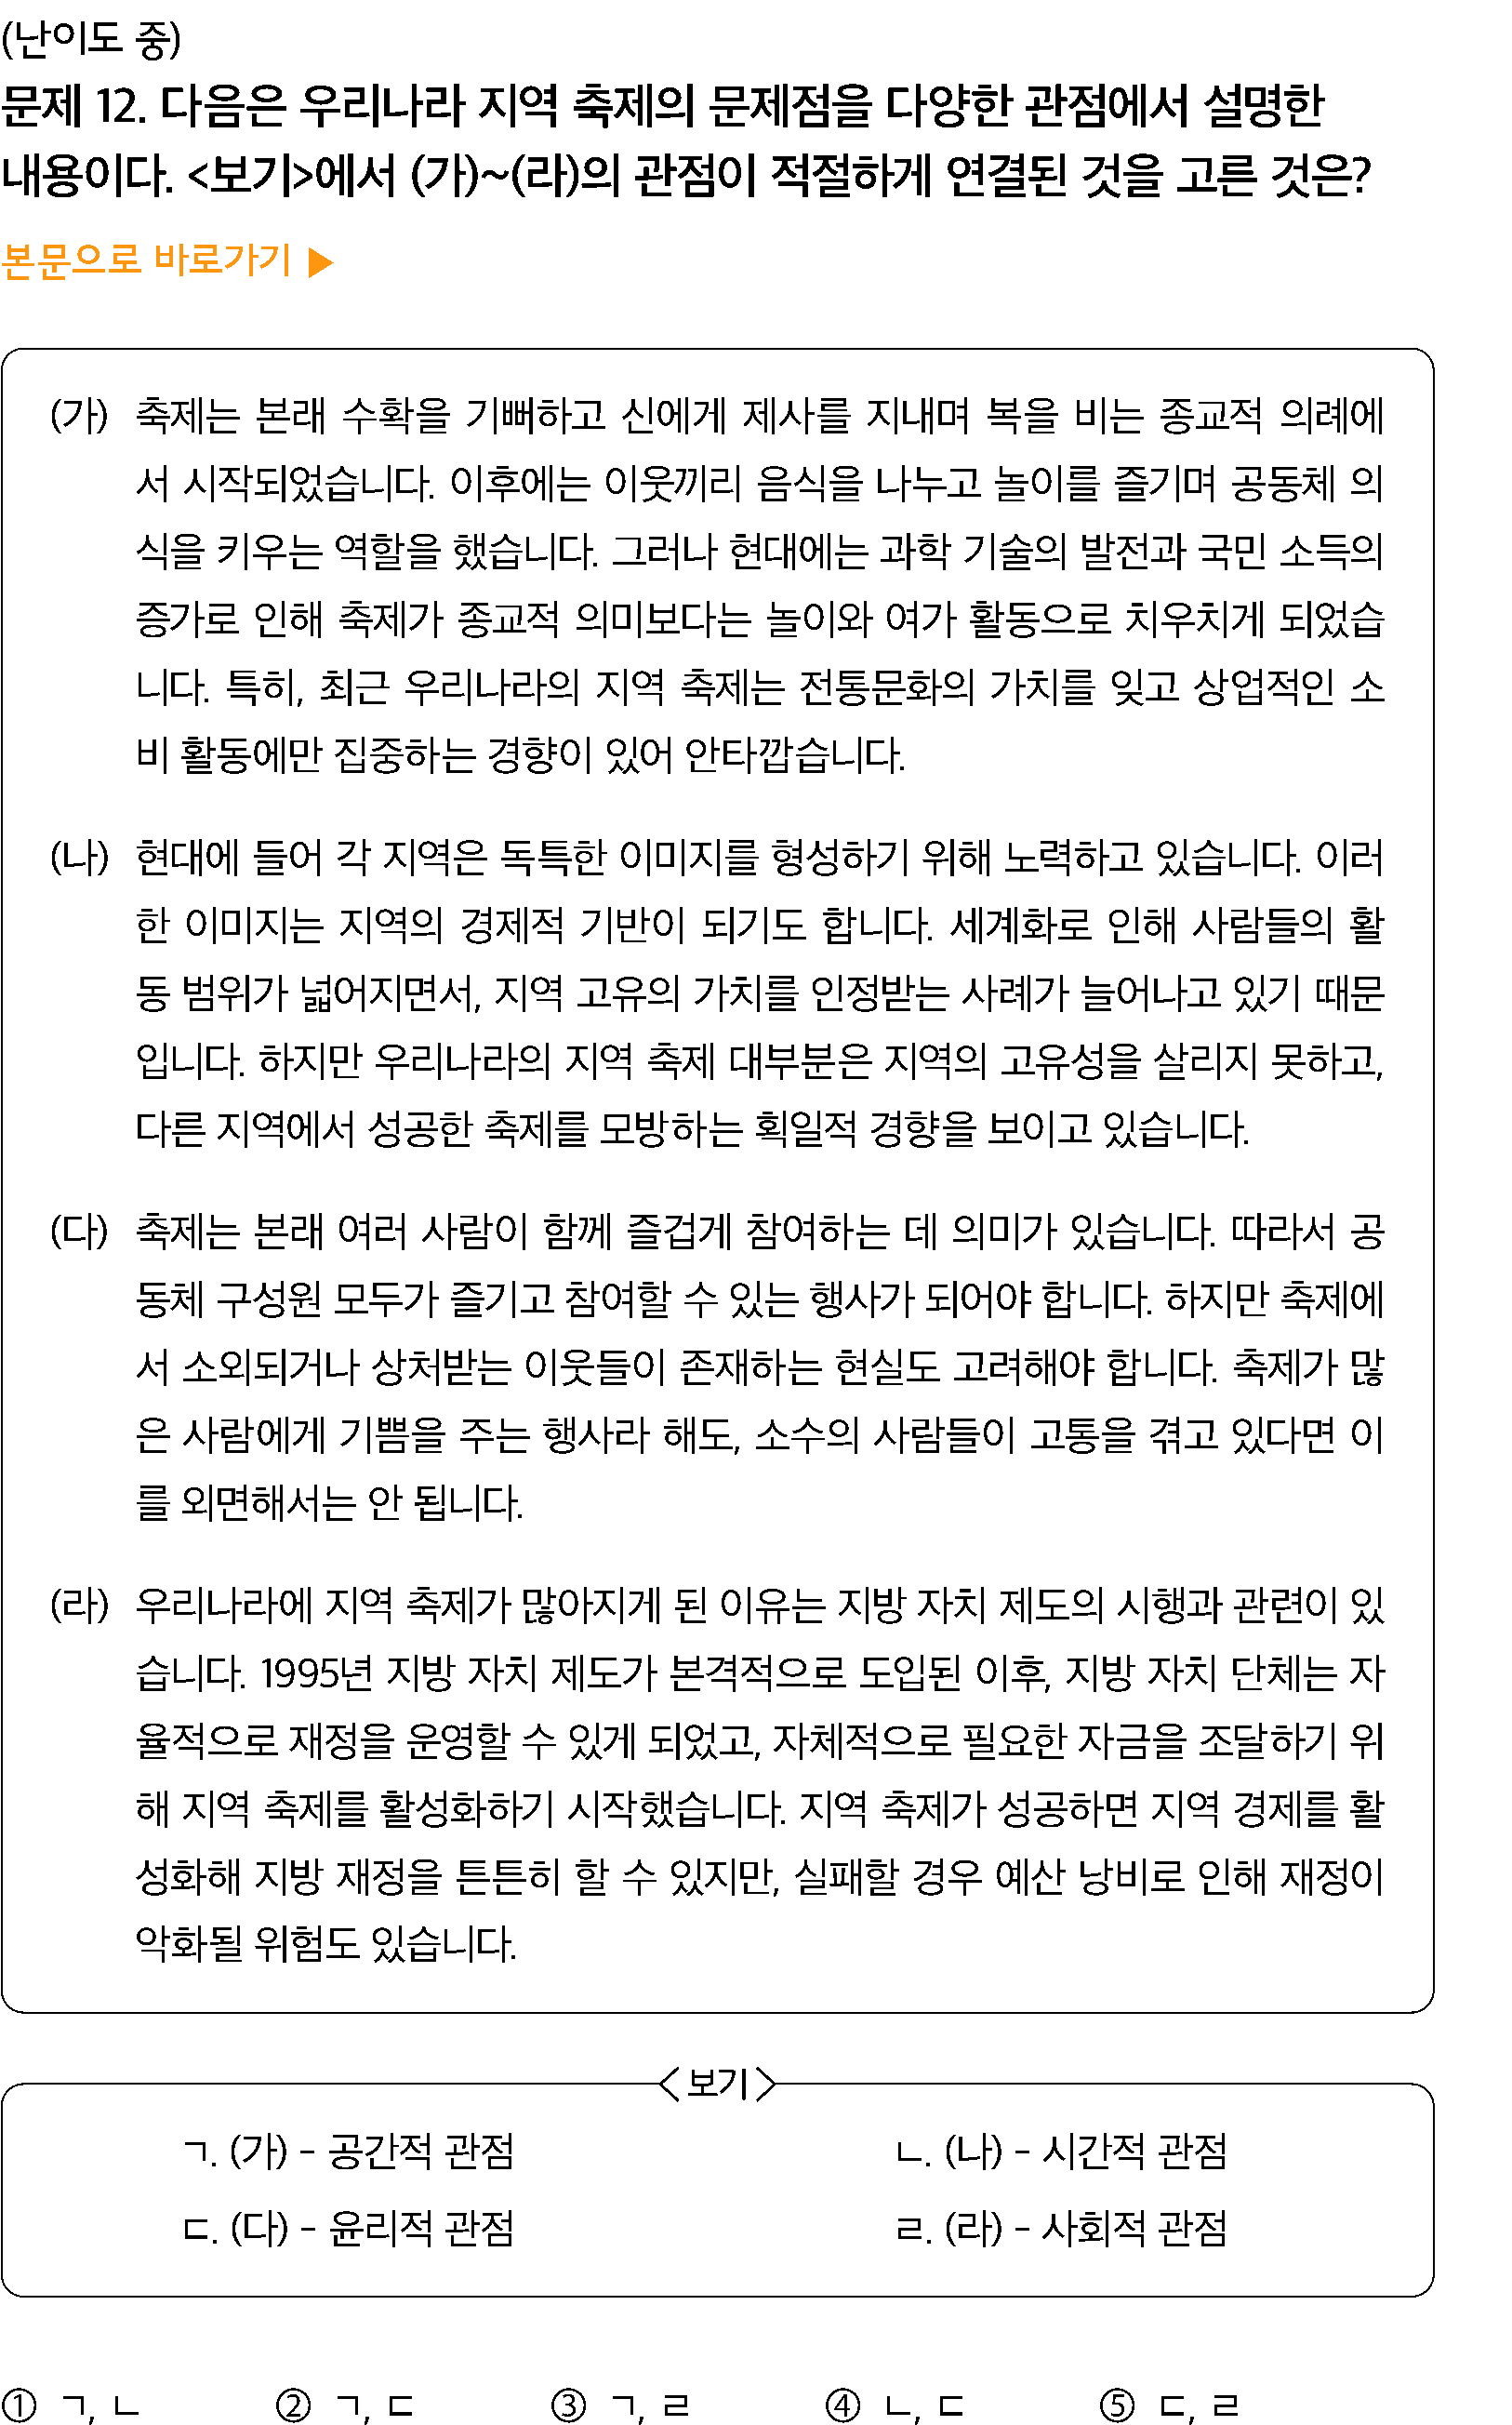 (난이도 중)
문제 12. 다음은 우리나라 지역 축제의 문제점을 다양한 관점에서 설명한
내용이다. <보기>에서 (가)~(라)의 관점이 적절하게 연결된 것을 고른 것은?
본문으로 바로가기 ▶
(가) 축제는 본래 수확을 기뻐하고 신에게 제사를 지내며 복을 비는 종교적 의례에
서 시작되었습니다. 이후에는 이웃끼리 음식을 나누고 놀이를 즐기며 공동체 의
식을 키우는 역할을 했습니다. 그러나 현대에는 과학 기술의 발전과 국민 소득의
증가로 인해 축제가 종교적 의미보다는 놀이와 여가 활동으로 치우치게 되었습
니다. 특히, 최근 우리나라의 지역 축제는 전통문화의 가치를 잊고 상업적인 소
비 활동에만 집중하는 경향이 있어 안타깝습니다.
(나) 현대에 들어 각 지역은 독특한 이미지를 형성하기 위해 노력하고 있습니다. 이러
한 이미지는 지역의 경제적 기반이 되기도 합니다. 세계화로 인해 사람들의 활
동 범위가 넓어지면서, 지역 고유의 가치를 인정받는 사례가 늘어나고 있기 때문
입니다. 하지만 우리나라의 지역 축제 대부분은 지역의 고유성을 살리지 못하고,
다른 지역에서 성공한 축제를 모방하는 획일적 경향을 보이고 있습니다.
(다) 축제는 본래 여러 사람이 함께 즐겁게 참여하는 데 의미가 있습니다. 따라서 공
동체 구성원 모두가 즐기고 참여할 수 있는 행사가 되어야 합니다. 하지만 축제에
서 소외되거나 상처받는 이웃들이 존재하는 현실도 고려해야 합니다. 축제가 많
은 사람에게 기쁨을 주는 행사라 해도, 소수의 사람들이 고통을 겪고 있다면 이
를 외면해서는 안 됩니다.
(라) 우리나라에 지역 축제가 많아지게 된 이유는 지방 자치 제도의 시행과 관련이 있
습니다. 1995년 지방 자치 제도가 본격적으로 도입된 이후, 지방 자치 단체는 자
율적으로 재정을 운영할 수 있게 되었고, 자체적으로 필요한 자금을 조달하기 위
해 지역 축제를 활성화하기 시작했습니다. 지역 축제가 성공하면 지역 경제를 활
성화해 지방 재정을 튼튼히 할 수 있지만, 실패할 경우 예산 낭비로 인해 재정이
악화될 위험도 있습니다.
<보기>
ㄱ. (가) - 공간적 관점 ㄴ. (나) - 시간적 관점
ㄷ. (다) - 윤리적 관점 ㄹ. (라) - 사회적 관점
① ㄱ, ㄴ ② ㄱ, ㄷ ③ ㄱ, ㄹ ④ ㄴ, ㄷ ⑤ ㄷ, ㄹ